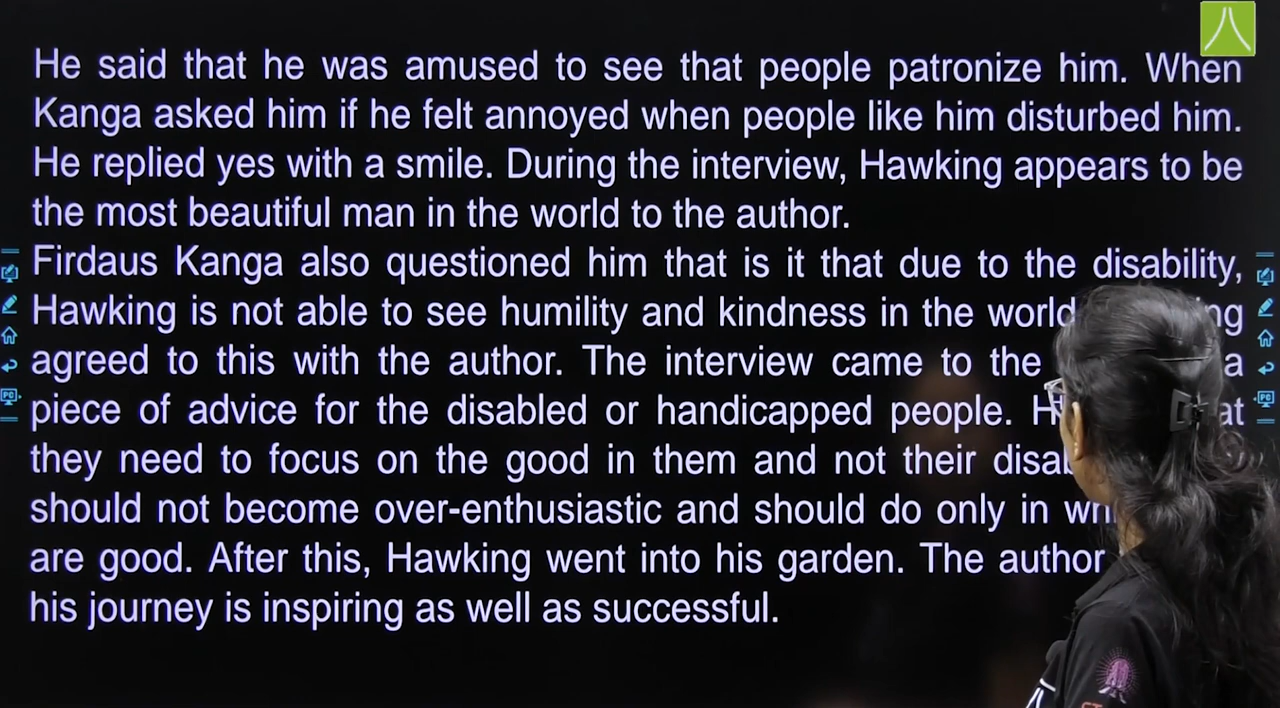 He said that he was amused to see that people patronize him. When
Kanga asked him if he felt annoyed when people like him disturbed him.
He replied yes with a smile. During the interview, Hawking appears to be
the most beautiful man in the world to the author.
Firdaus Kanga also questioned him that is it that due to the disability,
Hawking is not able to see humility and kindness in the world
agreed to this with the author. The interview came to the a
piece of advice for the disabled or handicapped people.
they need to focus on the good in them and not their
should not become over-enthusiastic and should do only in
are good. After this, Hawking went into his garden. The author
his journey is inspiring as well as successful.
PC
PC